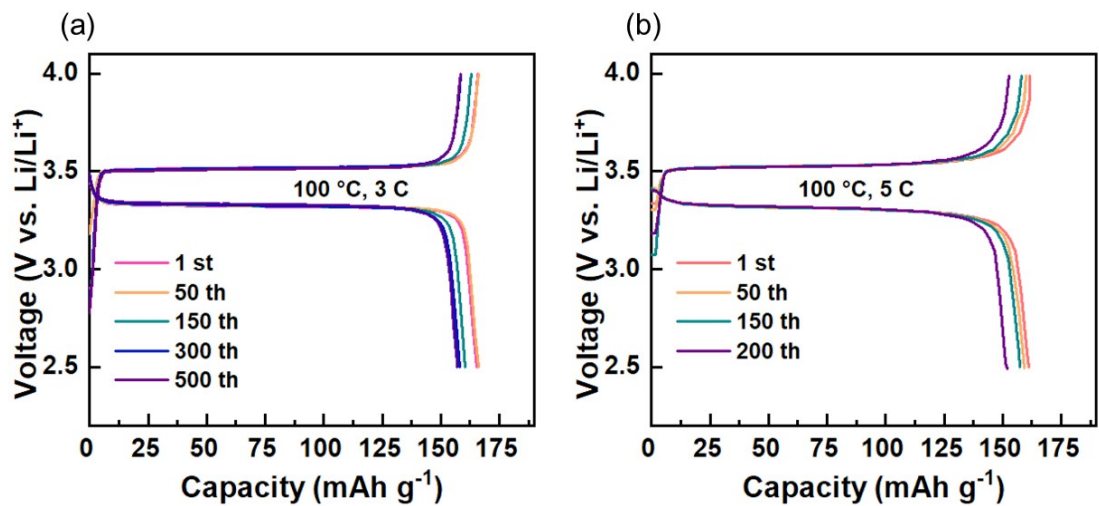 (a)
Voltage (V vs. Li/Li⁺)
4.0
3.5
3.0
2.5
100 °C, 3 C
1 st
50 th
150 th
300 th
500 th
0 25 50 75 100 125 150 175
Capacity (mAh g⁻¹)
(b)
Voltage (V vs. Li/Li⁺)
4.0
3.5
3.0
2.5
100 °C, 5 C
1 st
50 th
150 th
200 th
0 25 50 75 100 125 150 175
Capacity (mAh g⁻¹)